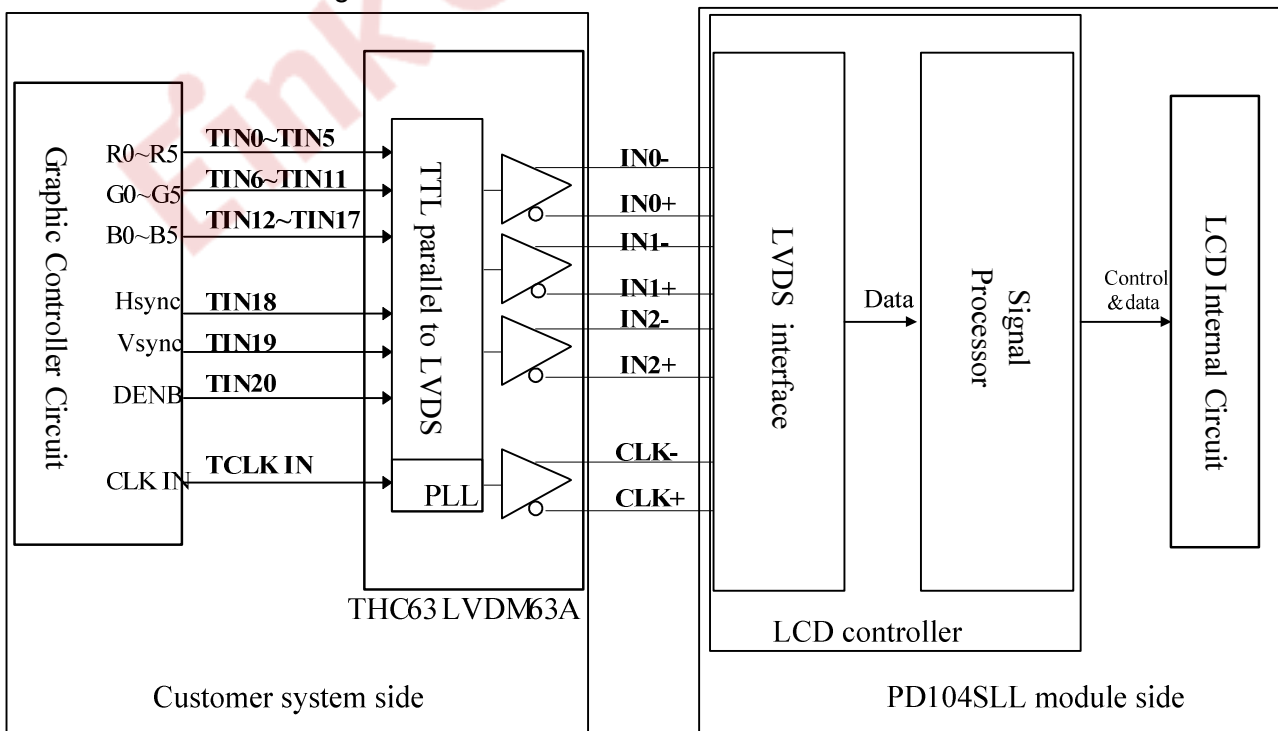 Eink
Graphic Controller Circuit
R0~R5
G0~G5
B0~B5
Hsync
Vsync
DENB
CLK IN
TIN0~TIN5
TIN6~TIN11
TIN12~TIN17
TIN18
TIN19
TIN20
TCLK IN
TTL parallel to LVDS
PLL
THC63LVDM63A
Customer system side
IN0-
IN0+
IN1-
IN1+
IN2-
IN2+
CLK-
CLK+
LVDS interface
Data
Signal
Processor
LCD controller
Control
&data
LCD Internal Circuit
PD104SLL module side